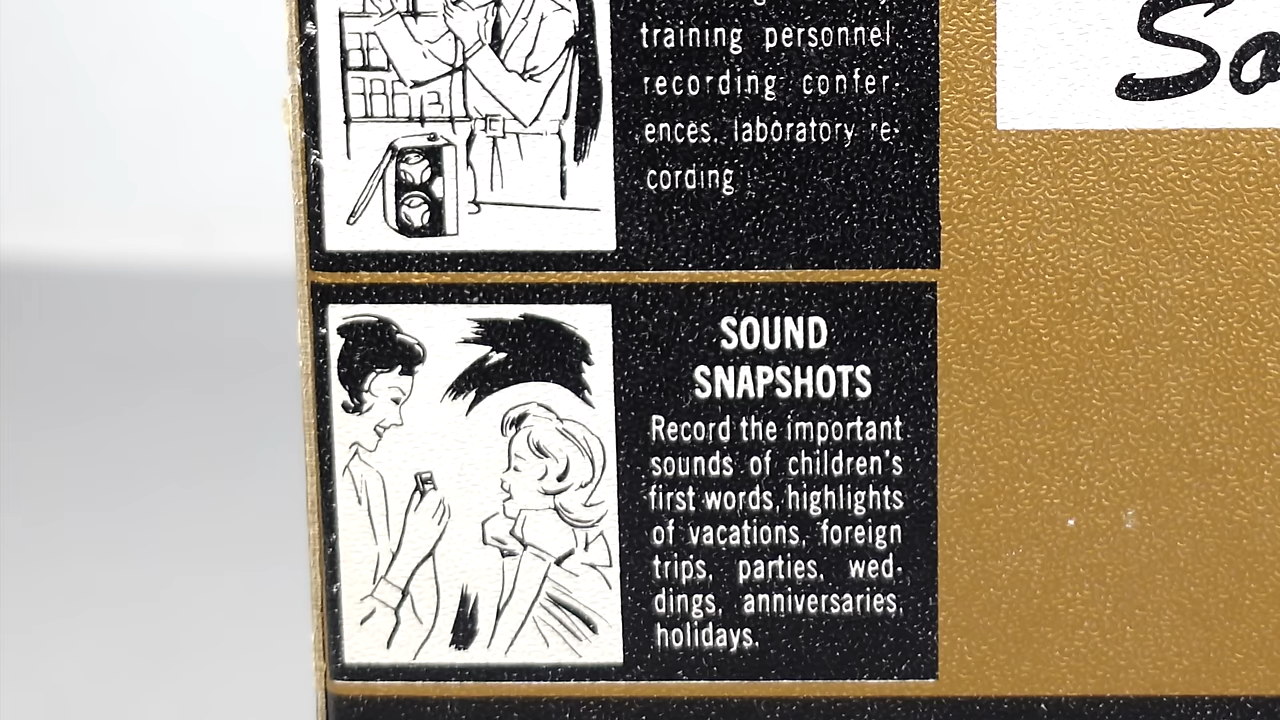 training personnel,
recording confer-
ences, laboratory re-
cording
So
SOUND
SNAPSHOTS
Record the important
sounds of children's
first words, highlights
of vacations, foreign
trips, parties, wed-
dings, anniversaries,
holidays.